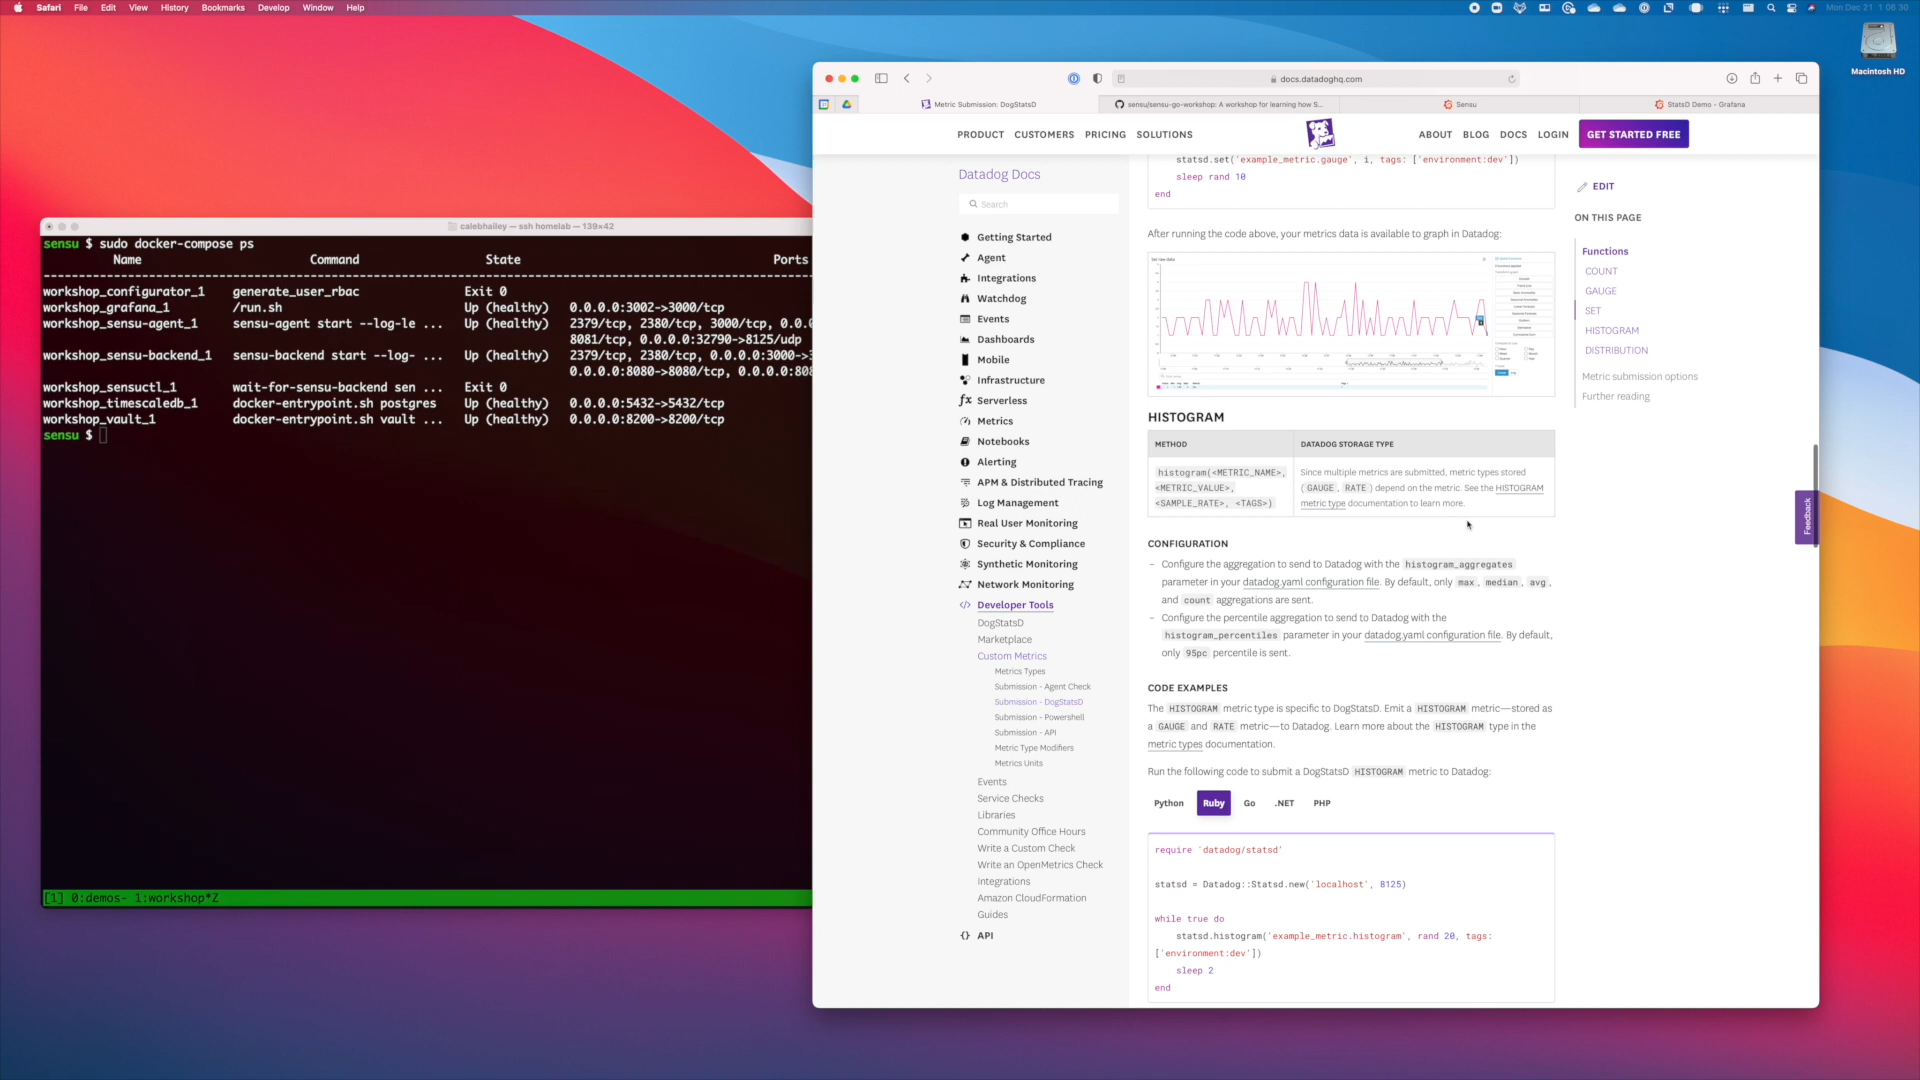 Safari File Edit View History Bookmarks Develop Window Help
Mon Dec 21 1:06:30
Macintosh HD
calebhailey — ssh homelab — 139×42
sensu $ sudo docker-compose ps
Name Command State Ports
workshop_configurator_1 generate_user_rbac Exit 0
workshop_grafana_1 /run.sh Up (healthy) 0.0.0.0:3002->3000/tcp
workshop_sensu-agent_1 sensu-agent start --log-le ... Up (healthy) 2379/tcp, 2380/tcp, 3000/tcp, 0.0.
8081/tcp, 0.0.0.0:32790->8125/udp
workshop_sensu-backend_1 sensu-backend start --log- ... Up (healthy) 2379/tcp, 2380/tcp, 0.0.0.0:3000->
0.0.0.0:8080->8080/tcp, 0.0.0.0:80
workshop_sensuctl_1 wait-for-sensu-backend sen ... Exit 0
workshop_timescaledb_1 docker-entrypoint.sh postgres Up (healthy) 0.0.0.0:5432->5432/tcp
workshop_vault_1 docker-entrypoint.sh vault ... Up (healthy) 0.0.0.0:8200->8200/tcp
sensu $
[1] 0:demos- 1:workshop*Z
docs.datadoghq.com
Metric Submission: DogStatsD
sensu/sensu-go-workshop: A workshop for learning how S...
Sensu
StatsD Demo - Grafana
PRODUCT CUSTOMERS PRICING SOLUTIONS
ABOUT BLOG DOCS LOGIN GET STARTED FREE
Datadog Docs
Search
Getting Started
Agent
Integrations
Watchdog
Events
Dashboards
Mobile
Infrastructure
Serverless
Metrics
Notebooks
Alerting
APM & Distributed Tracing
Log Management
Real User Monitoring
Security & Compliance
Synthetic Monitoring
Network Monitoring
Developer Tools
DogStatsD
Marketplace
Custom Metrics
Metrics Types
Submission - Agent Check
Submission - DogStatsD
Submission - Powershell
Submission - API
Metric Type Modifiers
Metrics Units
Events
Service Checks
Libraries
Community Office Hours
Write a Custom Check
Write an OpenMetrics Check
Integrations
Amazon CloudFormation
Guides
API
statsd.set('example_metric.gauge', i, tags: ['environment:dev'])
sleep rand 10
end
After running the code above, your metrics data is available to graph in Datadog:
HISTOGRAM
METHOD DATADOG STORAGE TYPE
histogram(<METRIC_NAME>,
<METRIC_VALUE>,
<SAMPLE_RATE>, <TAGS>)
Since multiple metrics are submitted, metric types stored
(GAUGE, RATE) depend on the metric. See the HISTOGRAM
metric type documentation to learn more.
CONFIGURATION
– Configure the aggregation to send to Datadog with the histogram_aggregates
parameter in your datadog.yaml configuration file. By default, only max, median, avg,
and count aggregations are sent.
– Configure the percentile aggregation to send to Datadog with the
histogram_percentiles parameter in your datadog.yaml configuration file. By default,
only 95pc percentile is sent.
CODE EXAMPLES
The HISTOGRAM metric type is specific to DogStatsD. Emit a HISTOGRAM metric—stored as
a GAUGE and RATE metric—to Datadog. Learn more about the HISTOGRAM type in the
metric types documentation.
Run the following code to submit a DogStatsD HISTOGRAM metric to Datadog:
Python Ruby Go .NET PHP
require 'datadog/statsd'
statsd = Datadog::Statsd.new('localhost', 8125)
while true do
statsd.histogram('example_metric.histogram', rand 20, tags:
['environment:dev'])
sleep 2
end
EDIT
ON THIS PAGE
Functions
COUNT
GAUGE
SET
HISTOGRAM
DISTRIBUTION
Metric submission options
Further reading
Feedback